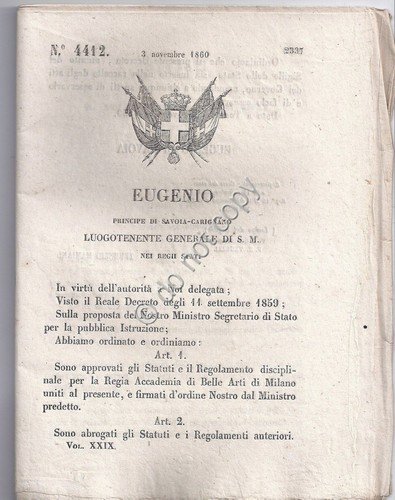 N.° 4412.
3 novembre 1860
2337
EUGENIO
PRINCIPE DI SAVOIA-CARIGNANO
LUOGOTENENTE GENERALE DI S. M.
NEI REGII STATI
In virtù dell'autorità a Noi delegata;
Visto il Reale Decreto degli 11 settembre 1859;
Sulla proposta del Nostro Ministro Segretario di Stato
per la pubblica Istruzione;
Abbiamo ordinato e ordiniamo:
Art. 1.
Sono approvati gli Statuti e il Regolamento discipli-
nale per la Regia Accademia di Belle Arti di Milano
uniti al presente, e firmati d'ordine Nostro dal Ministro
predetto.
Art. 2.
Sono abrogati gli Statuti e i Regolamenti anteriori.
VOL. XXIX.
© do not copy